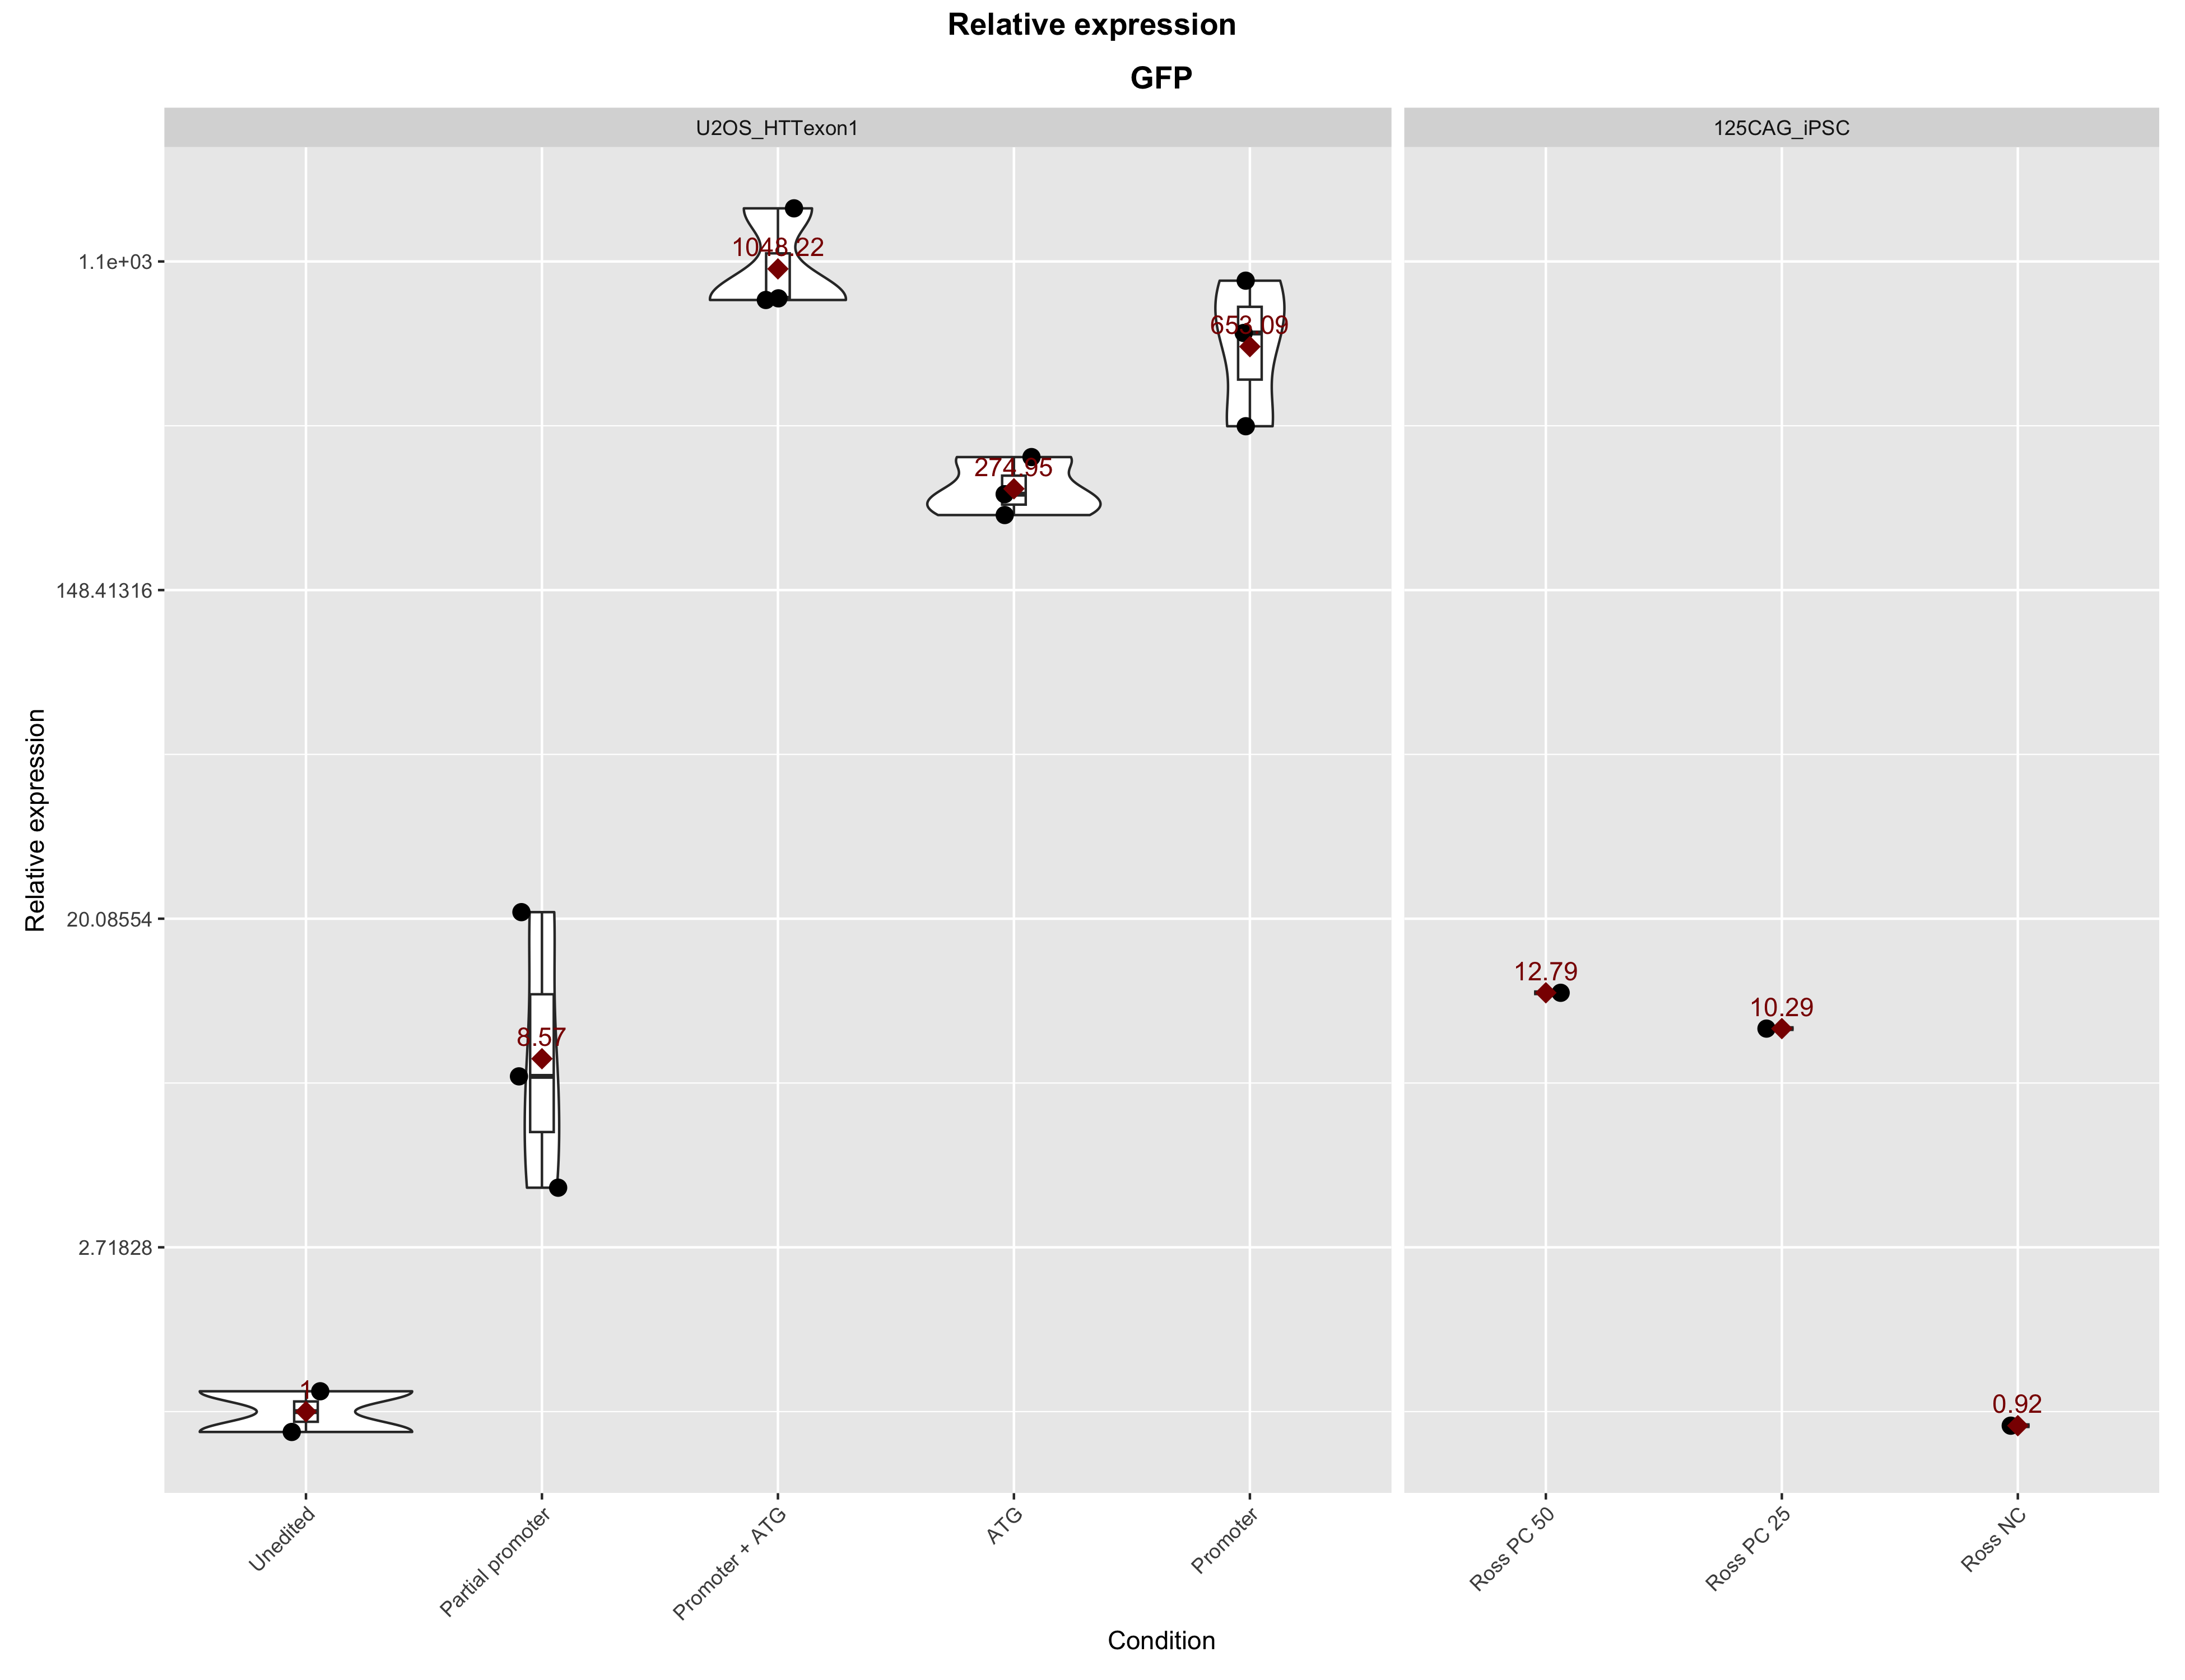 Relative expression
GFP
U2OS_HTTexon1
125CAG_iPSC
Relative expression
1.1e+03
148.41316
20.08554
2.71828
1
8.57
1048.22
274.95
653.09
12.79
10.29
0.92
Unedited
Partial promoter
Promoter + ATG
ATG
Promoter
Ross PC 50
Ross PC 25
Ross NC
Condition